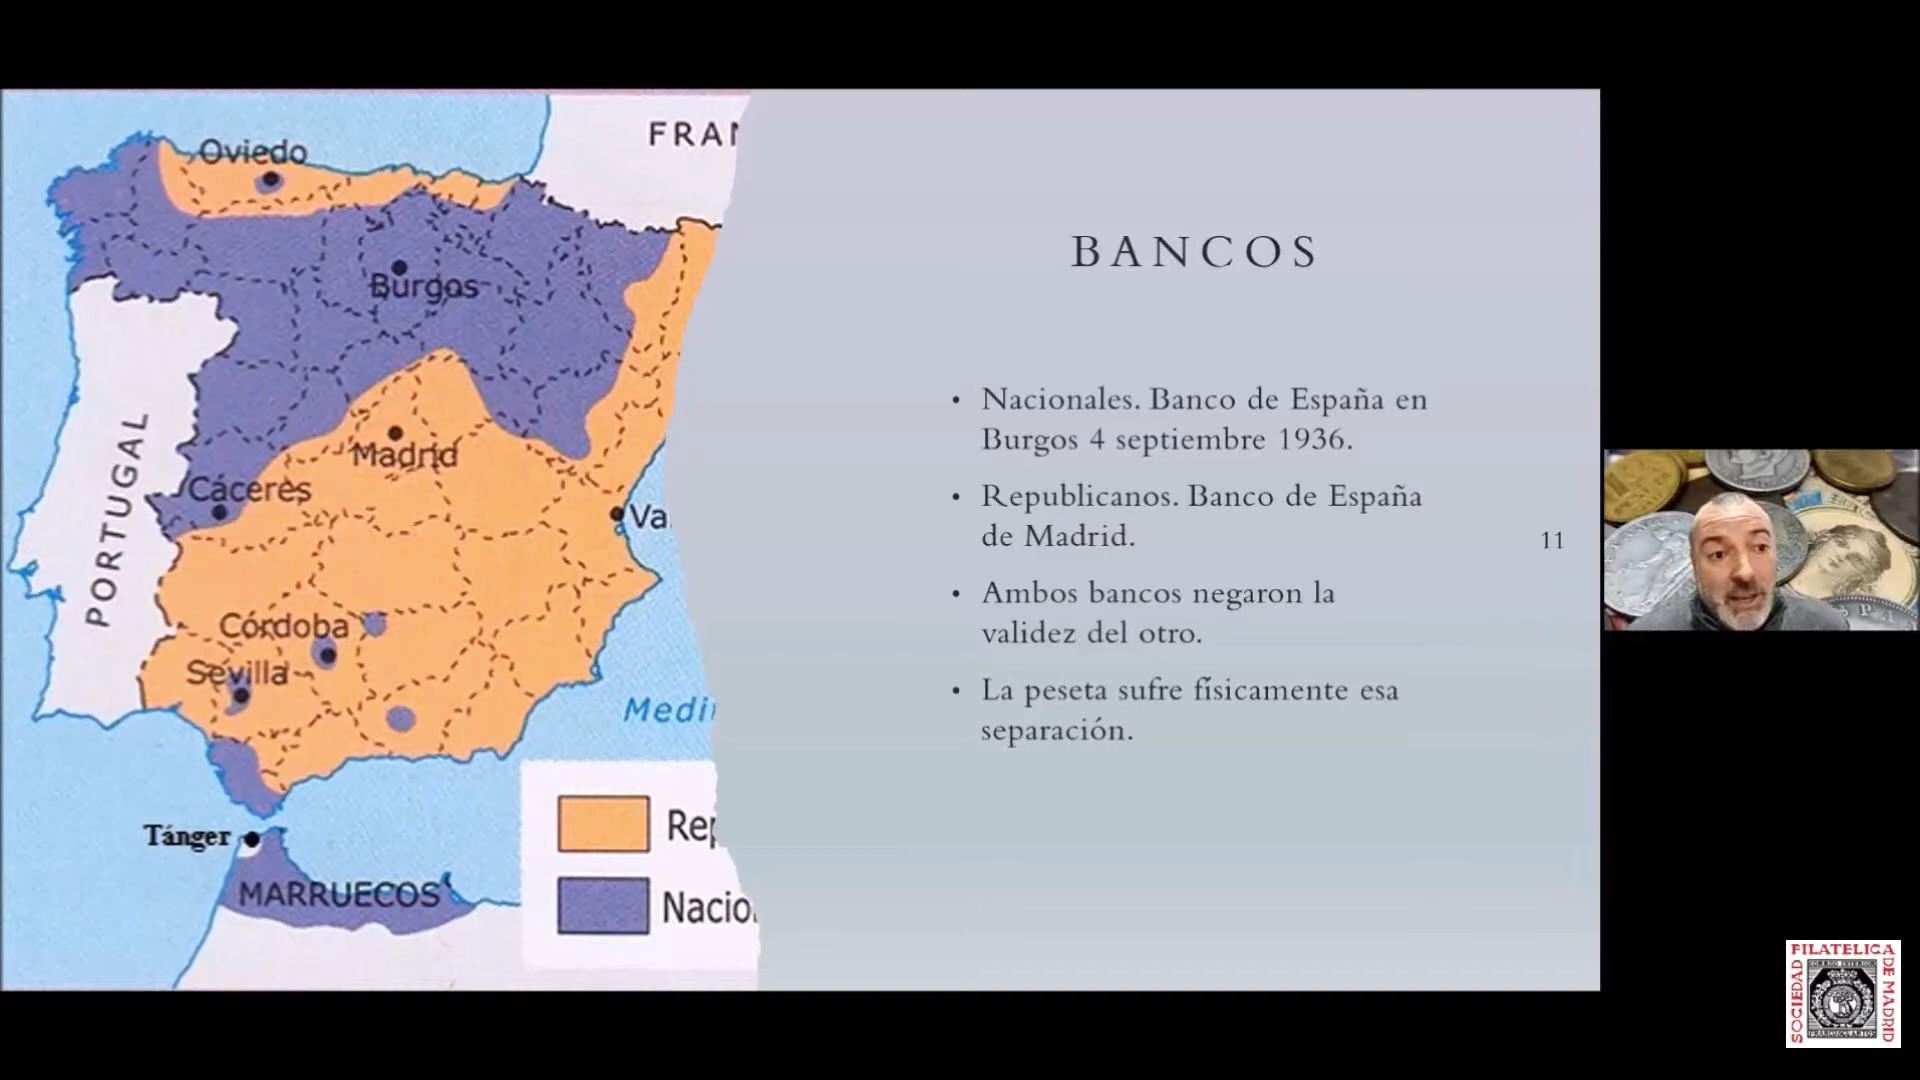 FRAN
Oviedo
Burgos
Madrid
Cáceres
PORTUGAL
Va
Córdoba
Sevilla
Medi
Tánger
MARRUECOS
Rep
Nacio
BANCOS
• Nacionales. Banco de España en
Burgos 4 septiembre 1936.
• Republicanos. Banco de España
de Madrid.
• Ambos bancos negaron la
validez del otro.
• La peseta sufre físicamente esa
separación.
11
SOCIEDAD
FILATELICA
DE MADRID